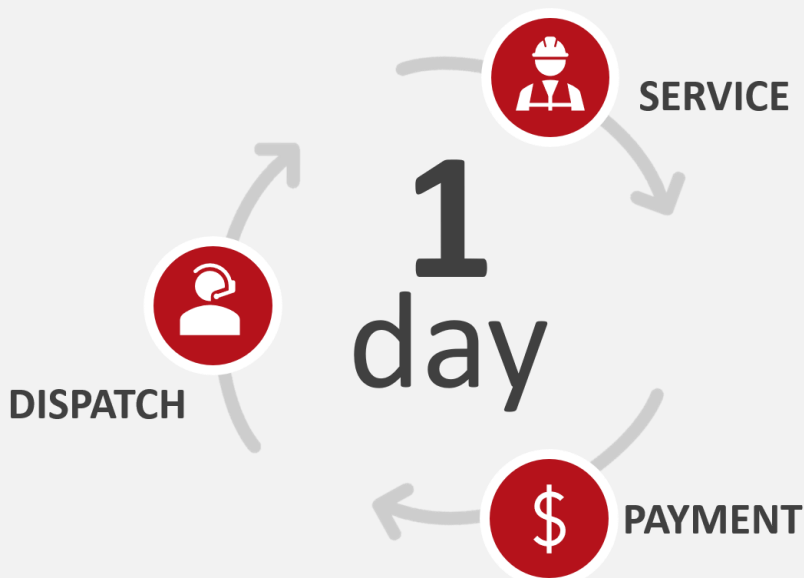 SERVICE
1
day
DISPATCH
$
PAYMENT